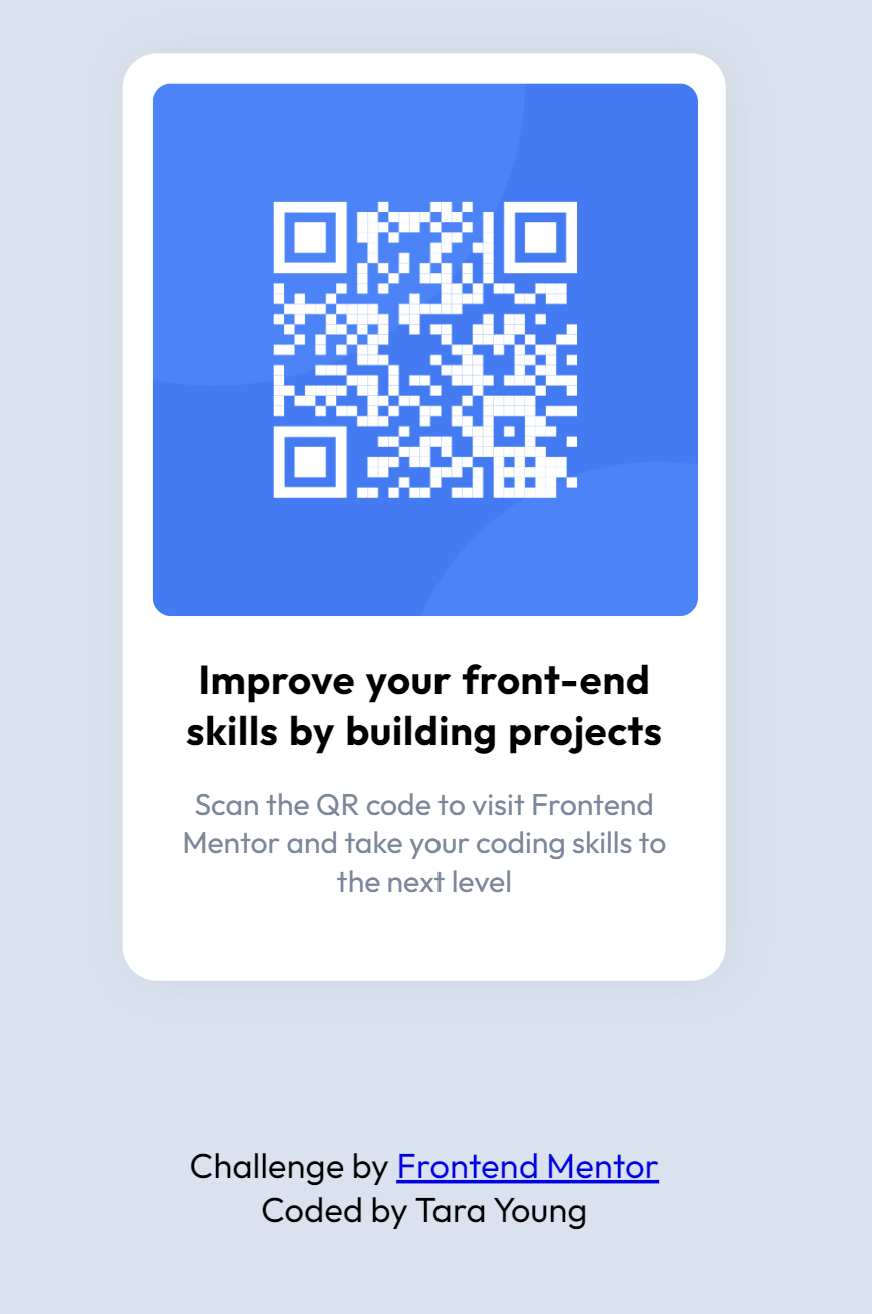 Improve your front-end
skills by building projects
Scan the QR code to visit Frontend
Mentor and take your coding skills to
the next level
Challenge by Frontend Mentor
Coded by Tara Young